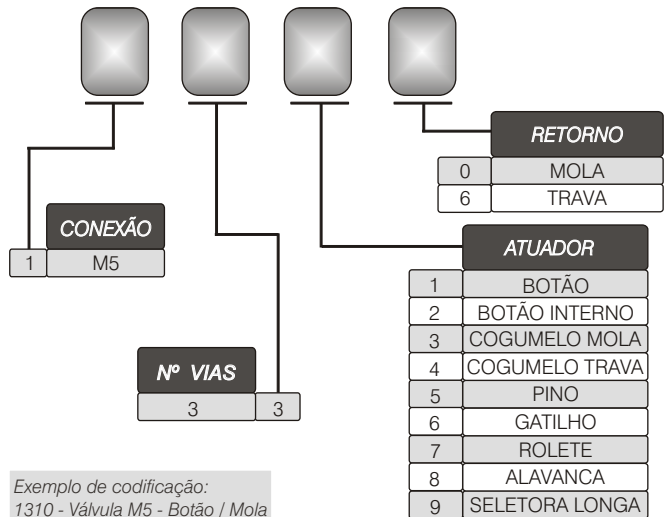 RETORNO
0 MOLA
6 TRAVA
CONEXÃO
1 M5
ATUADOR
1 BOTÃO
2 BOTÃO INTERNO
3 COGUMELO MOLA
4 COGUMELO TRAVA
5 PINO
6 GATILHO
7 ROLETE
8 ALAVANCA
9 SELETORA LONGA
Nº VIAS
3 3
Exemplo de codificação:
1310 - Válvula M5 - Botão / Mola